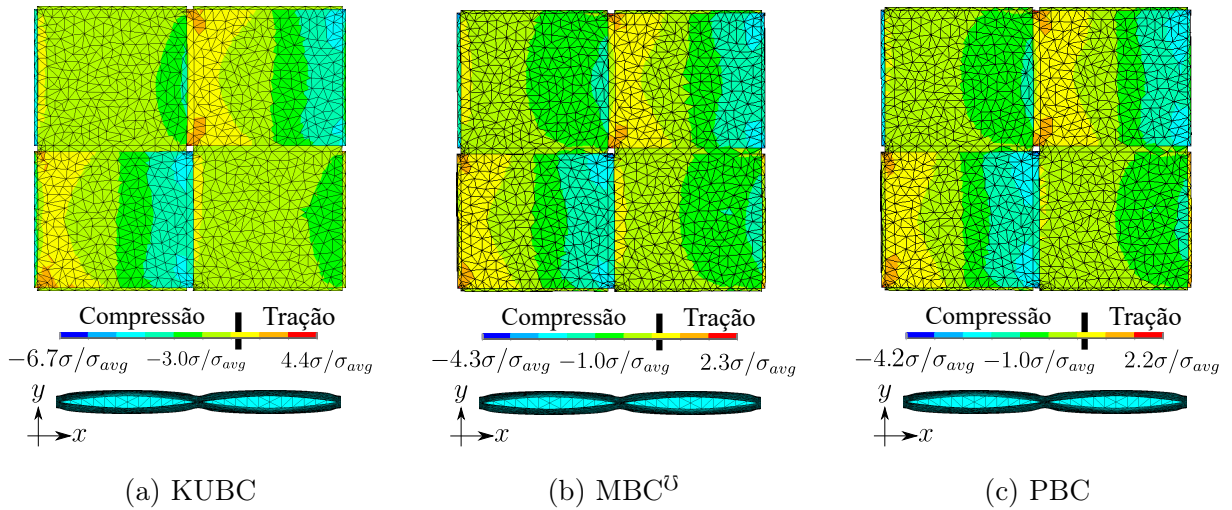 Compressão Tração
−6.7σ/σavg −3.0σ/σavg 4.4σ/σavg
y
x
(a) KUBC
Compressão Tração
−4.3σ/σavg −1.0σ/σavg 2.3σ/σavg
y
x
(b) MBC^℧
Compressão Tração
−4.2σ/σavg −1.0σ/σavg 2.2σ/σavg
y
x
(c) PBC